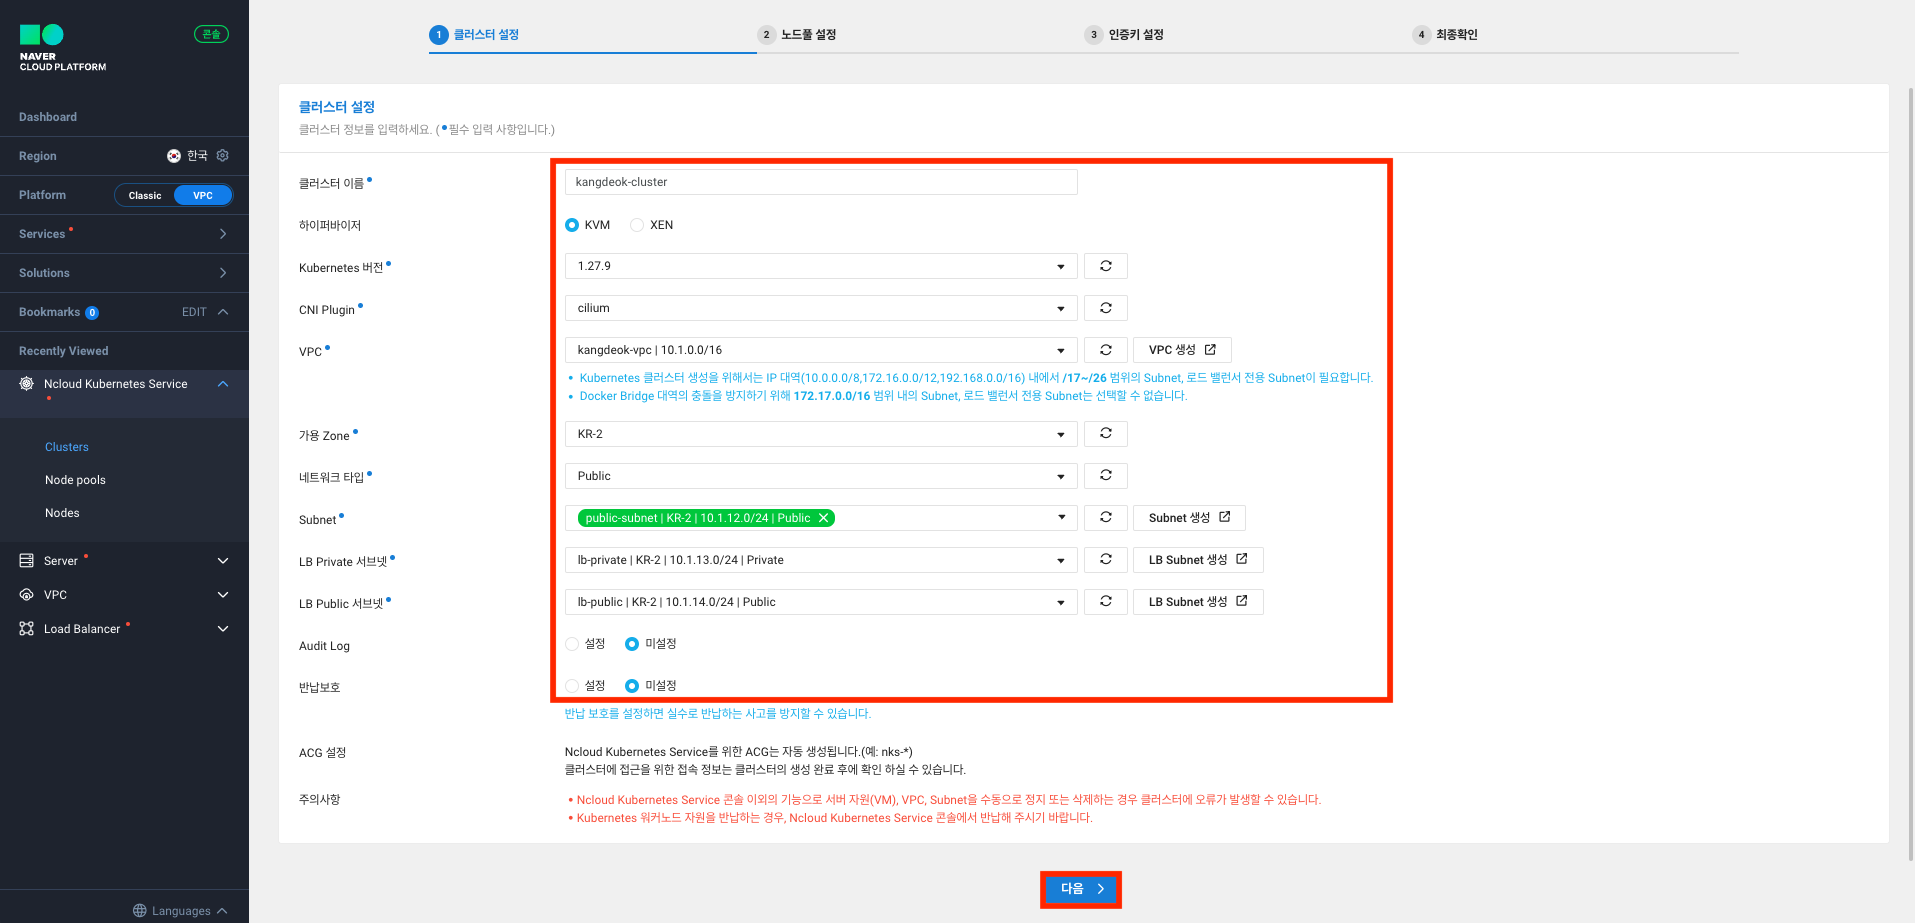 콘솔
NAVER
CLOUD PLATFORM
Dashboard
Region 한국
Platform Classic VPC
Services
Solutions
Bookmarks 0 EDIT
Recently Viewed
Ncloud Kubernetes Service
Clusters
Node pools
Nodes
Server
VPC
Load Balancer
Languages
1 클러스터 설정 2 노드풀 설정 3 인증키 설정 4 최종확인
클러스터 설정
클러스터 정보를 입력하세요. ( 필수 입력 사항입니다.)
클러스터 이름 kangdeok-cluster
하이퍼바이저 KVM XEN
Kubernetes 버전 1.27.9
CNI Plugin cilium
VPC kangdeok-vpc | 10.1.0.0/16 VPC 생성
• Kubernetes 클러스터 생성을 위해서는 IP 대역(10.0.0.0/8,172.16.0.0/12,192.168.0.0/16) 내에서 /17~/26 범위의 Subnet, 로드 밸런서 전용 Subnet이 필요합니다.
• Docker Bridge 대역의 충돌을 방지하기 위해 172.17.0.0/16 범위 내의 Subnet, 로드 밸런서 전용 Subnet는 선택할 수 없습니다.
가용 Zone KR-2
네트워크 타입 Public
Subnet public-subnet | KR-2 | 10.1.12.0/24 | Public Subnet 생성
LB Private 서브넷 lb-private | KR-2 | 10.1.13.0/24 | Private LB Subnet 생성
LB Public 서브넷 lb-public | KR-2 | 10.1.14.0/24 | Public LB Subnet 생성
Audit Log 설정 미설정
반납보호 설정 미설정
반납 보호를 설정하면 실수로 반납하는 사고를 방지할 수 있습니다.
ACG 설정 Ncloud Kubernetes Service를 위한 ACG는 자동 생성됩니다.(예: nks-*)
클러스터에 접근을 위한 접속 정보는 클러스터의 생성 완료 후에 확인 하실 수 있습니다.
주의사항 • Ncloud Kubernetes Service 콘솔 이외의 기능으로 서버 자원(VM), VPC, Subnet을 수동으로 정지 또는 삭제하는 경우 클러스터에 오류가 발생할 수 있습니다.
• Kubernetes 워커노드 자원을 반납하는 경우, Ncloud Kubernetes Service 콘솔에서 반납해 주시기 바랍니다.
다음